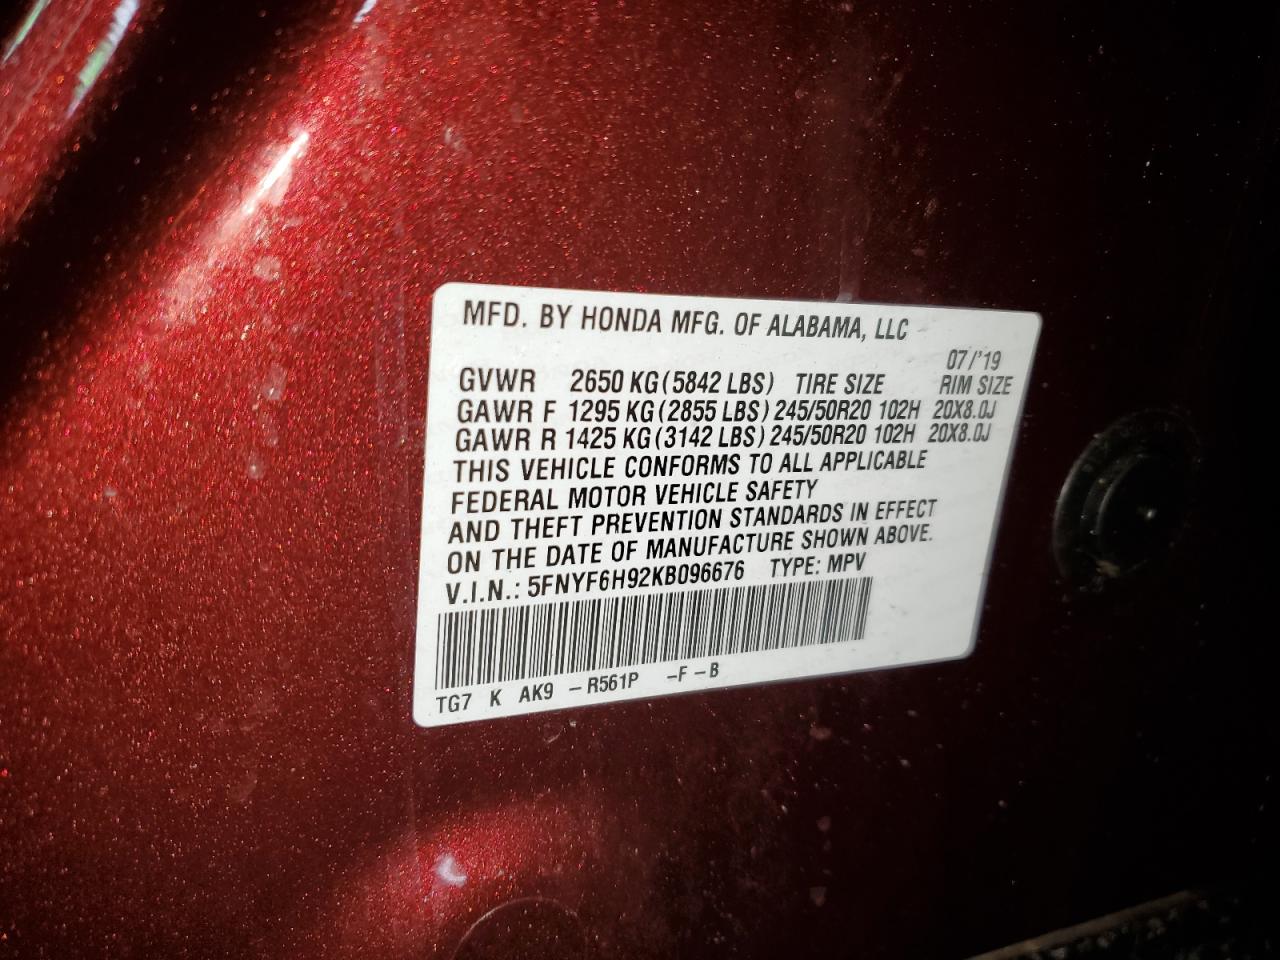 MFD. BY HONDA MFG. OF ALABAMA, LLC
07/'19
GVWR 2650 KG(5842 LBS) TIRE SIZE RIM SIZE
GAWR F 1295 KG(2855 LBS) 245/50R20 102H 20X8.0J
GAWR R 1425 KG(3142 LBS) 245/50R20 102H 20X8.0J
THIS VEHICLE CONFORMS TO ALL APPLICABLE
FEDERAL MOTOR VEHICLE SAFETY
AND THEFT PREVENTION STANDARDS IN EFFECT
ON THE DATE OF MANUFACTURE SHOWN ABOVE.
V.I.N.: 5FNYF6H92KB096676 TYPE: MPV
TG7 K AK9 -R561P -F-B